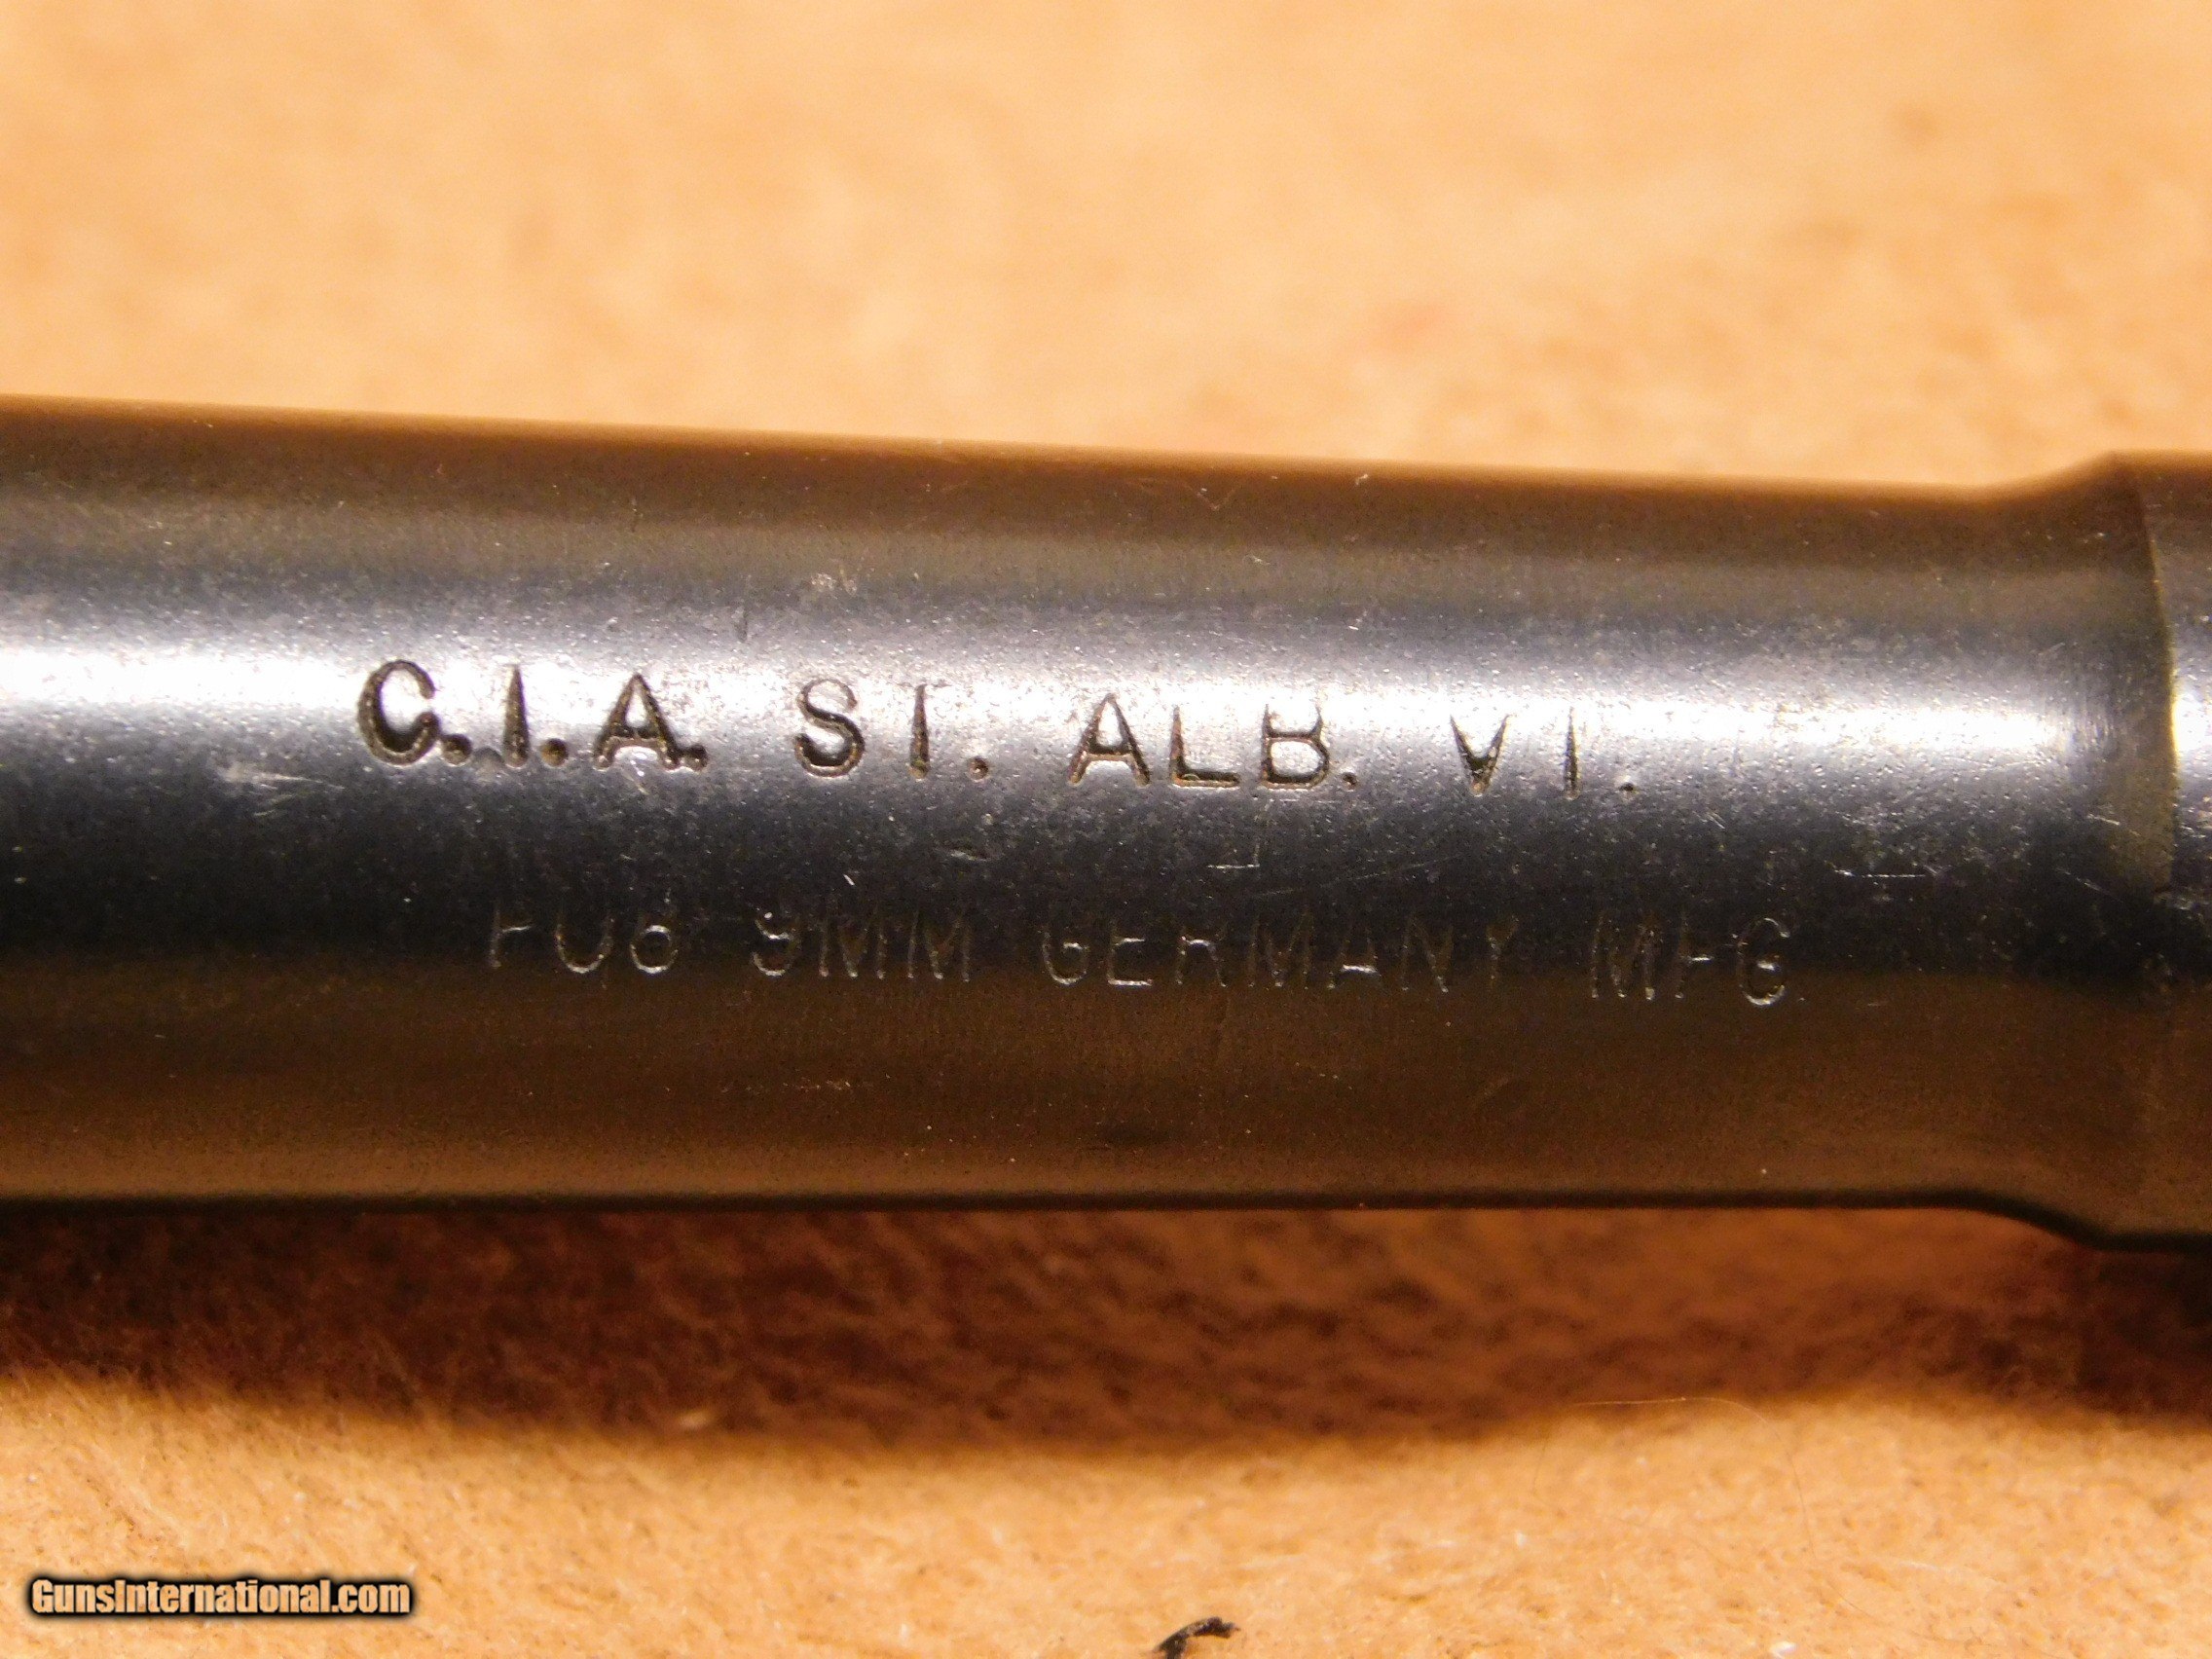 C.I.A. ST. ALB. VT.
P08 9MM GERMANY MFG
GunsInternational.com